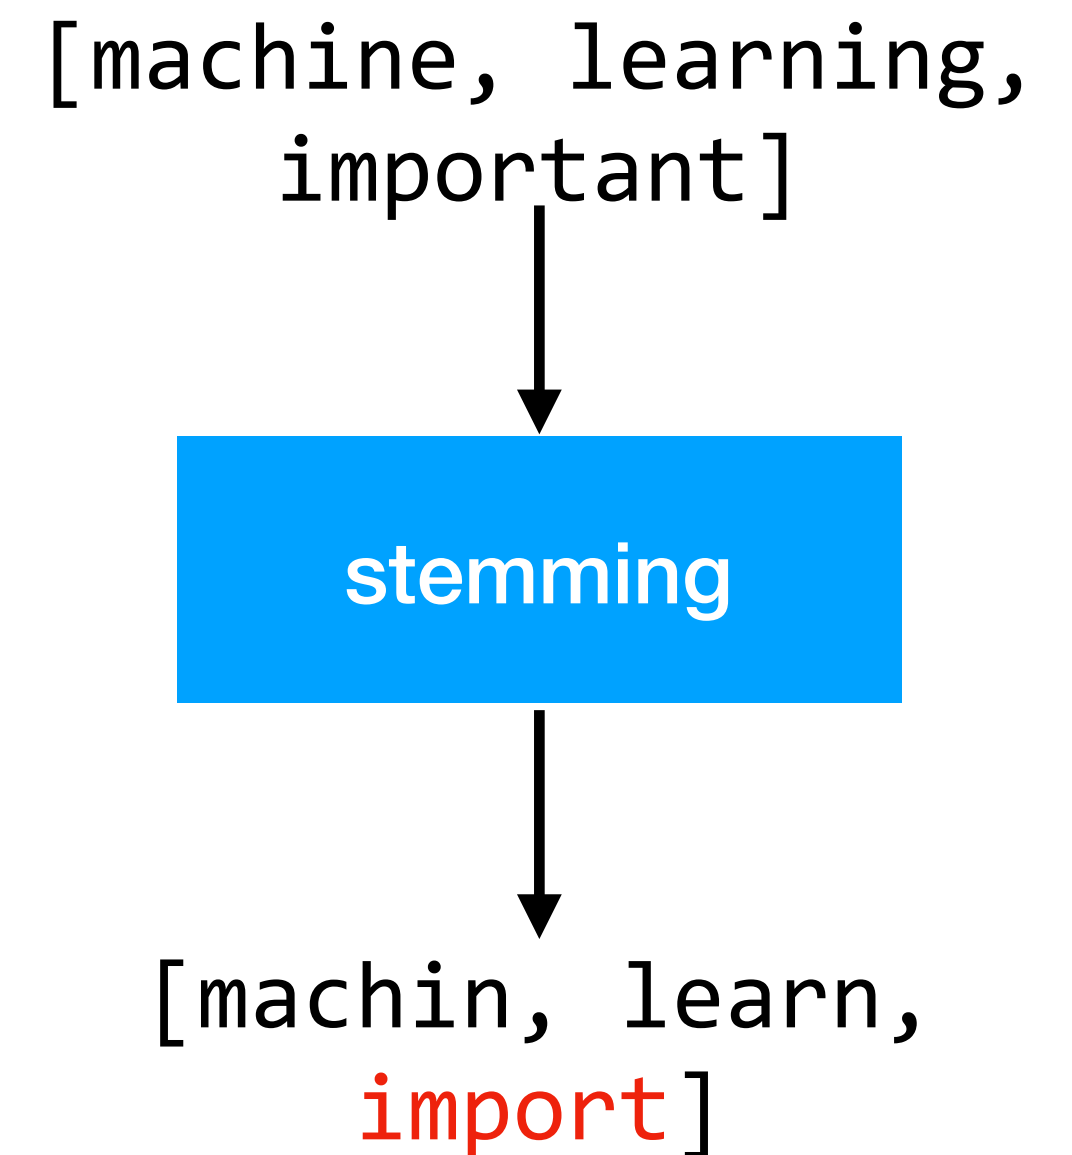 [machine, learning,
important]
stemming
[machin, learn,
import]